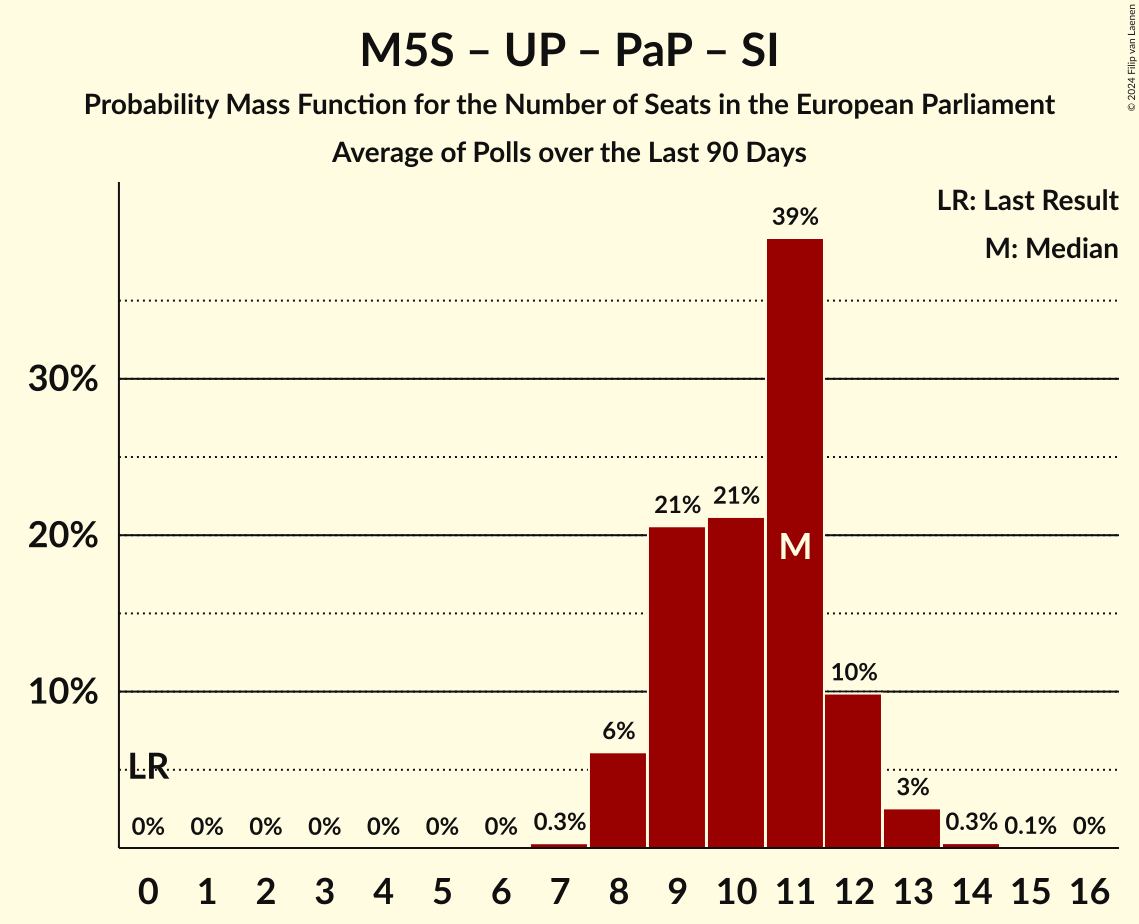 M5S – UP – PaP – SI
Probability Mass Function for the Number of Seats in the European Parliament
Average of Polls over the Last 90 Days
© 2024 Filip van Laenen
LR: Last Result
M: Median
39%
30%
21% 21%
20%
M
10%
10%
6%
LR
3%
0% 0% 0% 0% 0% 0% 0% 0.3% 0.3% 0.1% 0%
0 1 2 3 4 5 6 7 8 9 10 11 12 13 14 15 16